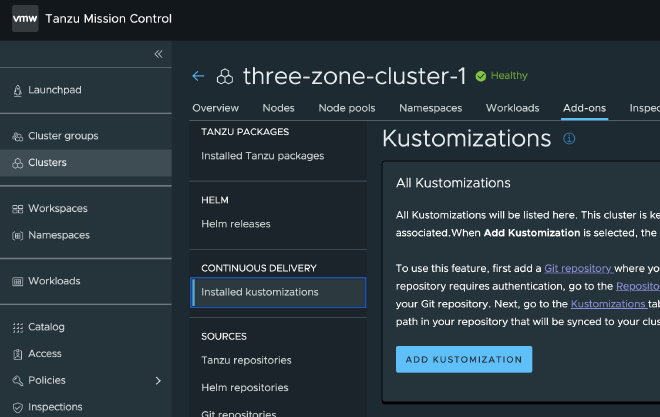 vmw Tanzu Mission Control
«
Launchpad
Cluster groups
Clusters
Workspaces
Namespaces
Workloads
Catalog
Access
Policies
Inspections
three-zone-cluster-1 Healthy
Overview Nodes Node pools Namespaces Workloads Add-ons Inspec
TANZU PACKAGES
Installed Tanzu packages
HELM
Helm releases
CONTINUOUS DELIVERY
Installed kustomizations
SOURCES
Tanzu repositories
Helm repositories
Git repositories
Kustomizations
All Kustomizations
All Kustomizations will be listed here. This cluster is ke
associated.When Add Kustomization is selected, the
To use this feature, first add a Git repository where yo
repository requires authentication, go to the Reposito
your Git repository. Next, go to the Kustomizations tab
path in your repository that will be synced to your clus
ADD KUSTOMIZATION